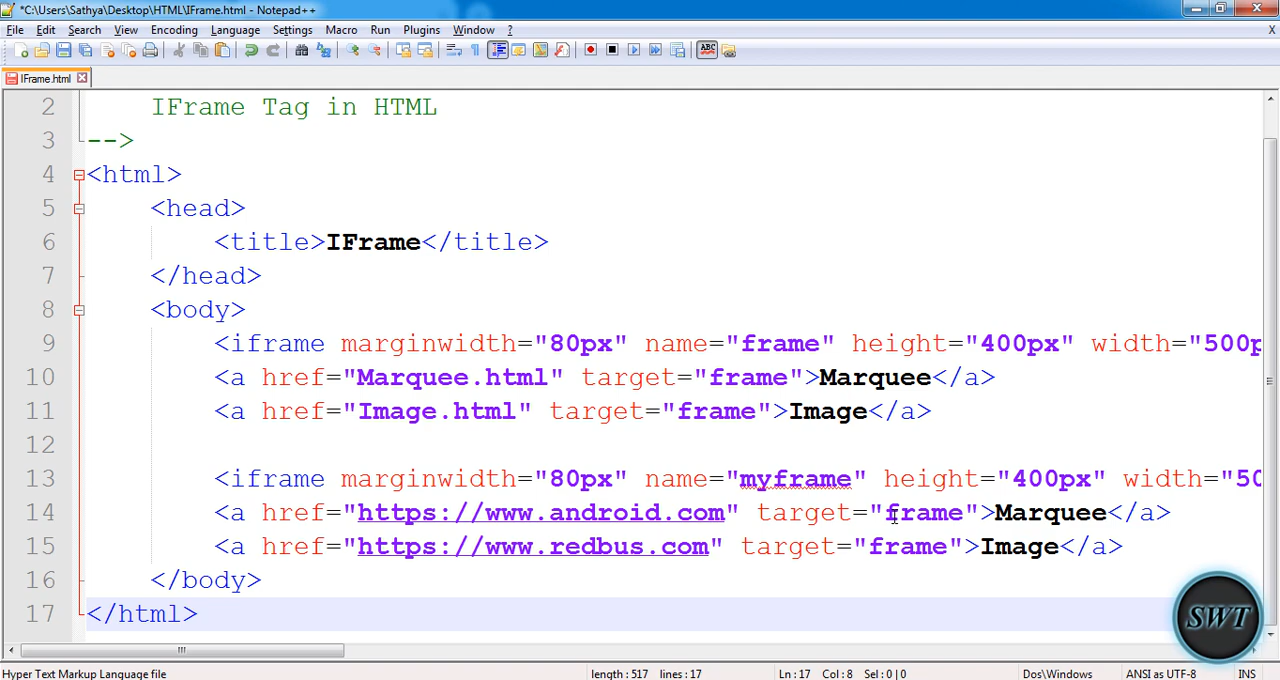 *C:\Users\Sathya\Desktop\HTML\IFrame.html - Notepad++
File Edit Search View Encoding Language Settings Macro Run Plugins Window ? X
ABC
IFrame.html
2 IFrame Tag in HTML
3 -->
4 <html>
5 <head>
6 <title>IFrame</title>
7 </head>
8 <body>
9 <iframe marginwidth="80px" name="frame" height="400px" width="500p
10 <a href="Marquee.html" target="frame">Marquee</a>
11 <a href="Image.html" target="frame">Image</a>
12
13 <iframe marginwidth="80px" name="myframe" height="400px" width="50
14 <a href="https://www.android.com" target="frame">Marquee</a>
15 <a href="https://www.redbus.com" target="frame">Image</a>
16 </body>
17 </html>
SWT
Hyper Text Markup Language file length : 517 lines : 17 Ln : 17 Col : 8 Sel : 0 | 0 Dos\Windows ANSI as UTF-8 INS